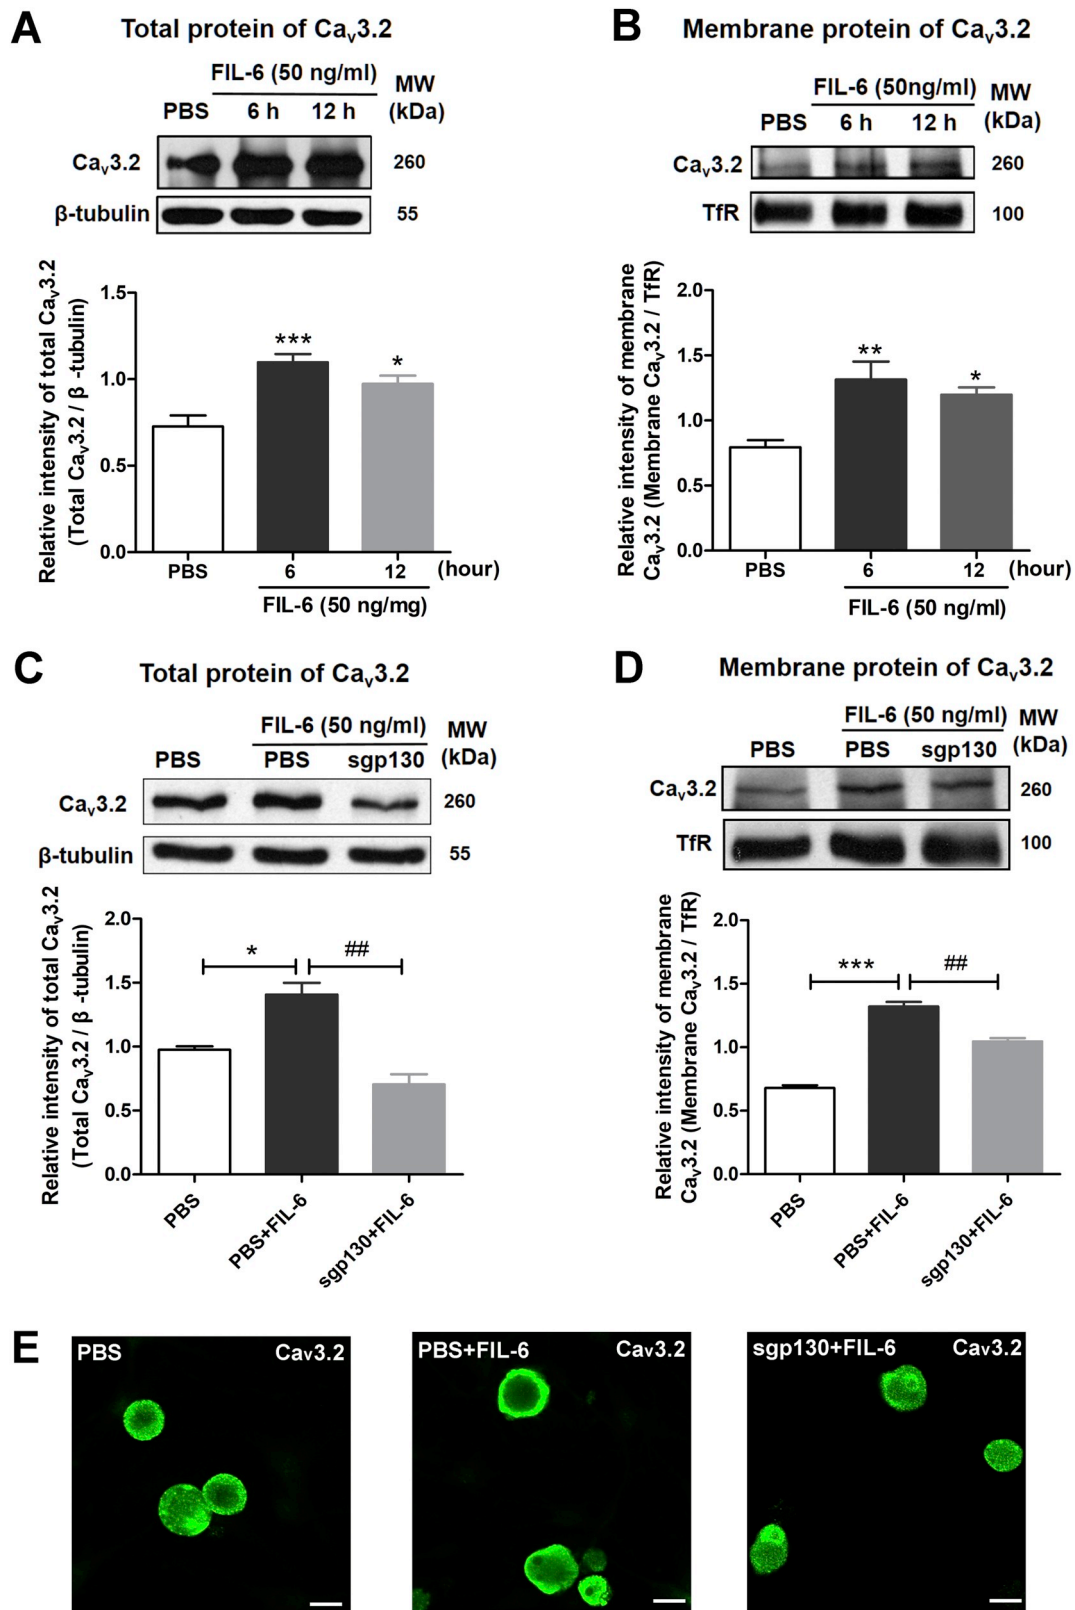 A
Total protein of Cav3.2
FIL-6 (50 ng/ml)
MW
(kDa)
PBS
6 h
12 h
Cav3.2
260
β-tubulin
55
Relative intensity of total Cav3.2
(Total Cav3.2 / β -tubulin)
1.5
1.0
0.5
0.0
***
*
PBS
6
12
(hour)
FIL-6 (50 ng/mg)
B
Membrane protein of Cav3.2
FIL-6 (50ng/ml)
MW
(kDa)
PBS
6 h
12 h
Cav3.2
260
TfR
100
Relative intensity of membrane
Cav3.2 (Membrane Cav3.2 / TfR)
2.0
1.5
1.0
0.5
0.0
**
*
PBS
6
12
(hour)
FIL-6 (50 ng/ml)
C
Total protein of Cav3.2
FIL-6 (50 ng/ml)
MW
(kDa)
PBS
PBS
sgp130
Cav3.2
260
β-tubulin
55
Relative intensity of total Cav3.2
(Total Cav3.2 / β -tubulin)
2.0
1.5
1.0
0.5
0.0
*
##
PBS
PBS+FIL-6
sgp130+FIL-6
D
Membrane protein of Cav3.2
FIL-6 (50 ng/ml)
MW
(kDa)
PBS
PBS
sgp130
Cav3.2
260
TfR
100
Relative intensity of membrane
Cav3.2 (Membrane Cav3.2 / TfR)
2.0
1.5
1.0
0.5
0.0
***
##
PBS
PBS+FIL-6
sgp130+FIL-6
E
PBS
Cav3.2
PBS+FIL-6
Cav3.2
sgp130+FIL-6
Cav3.2